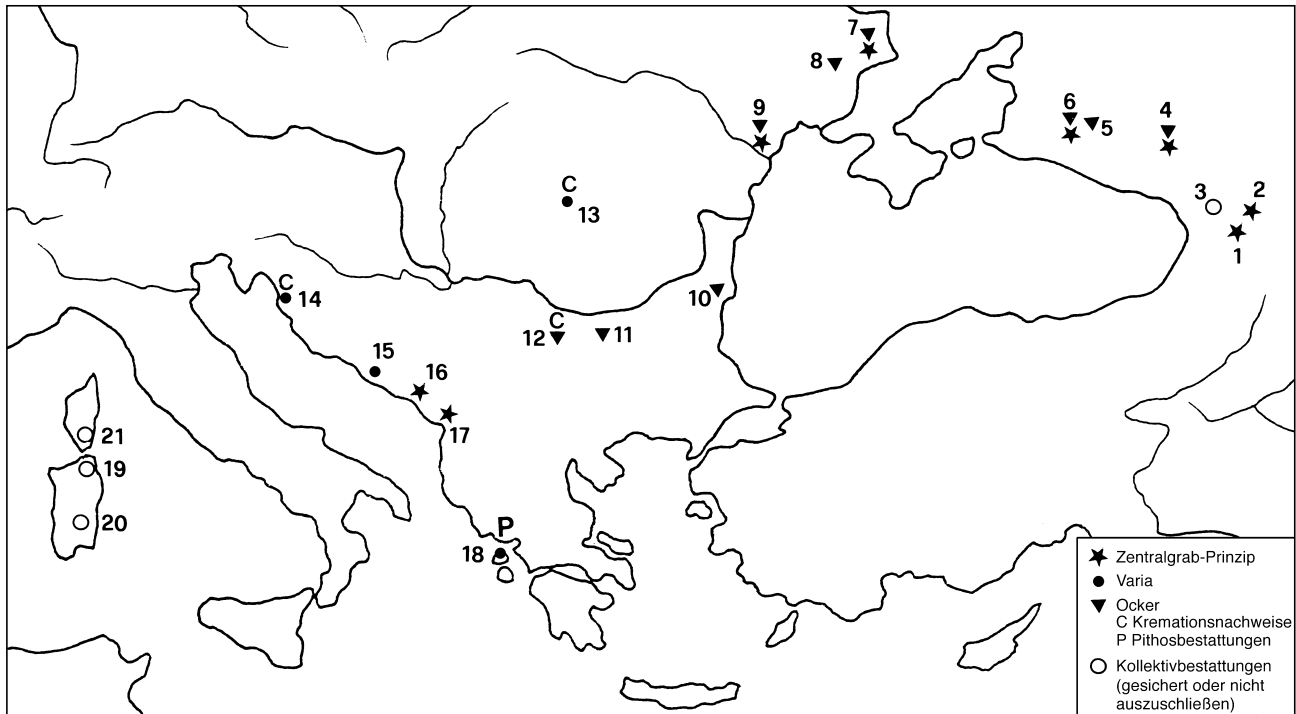 7
8
9
6
5
4
3
2
1
C
13
C
14
10
C
12
11
15
16
17
21
19
20
P
18
Zentralgrab-Prinzip
Varia
Ocker
C Kremationsnachweise
P Pithosbestattungen
Kollektivbestattungen
(gesichert oder nicht
auszuschließen)